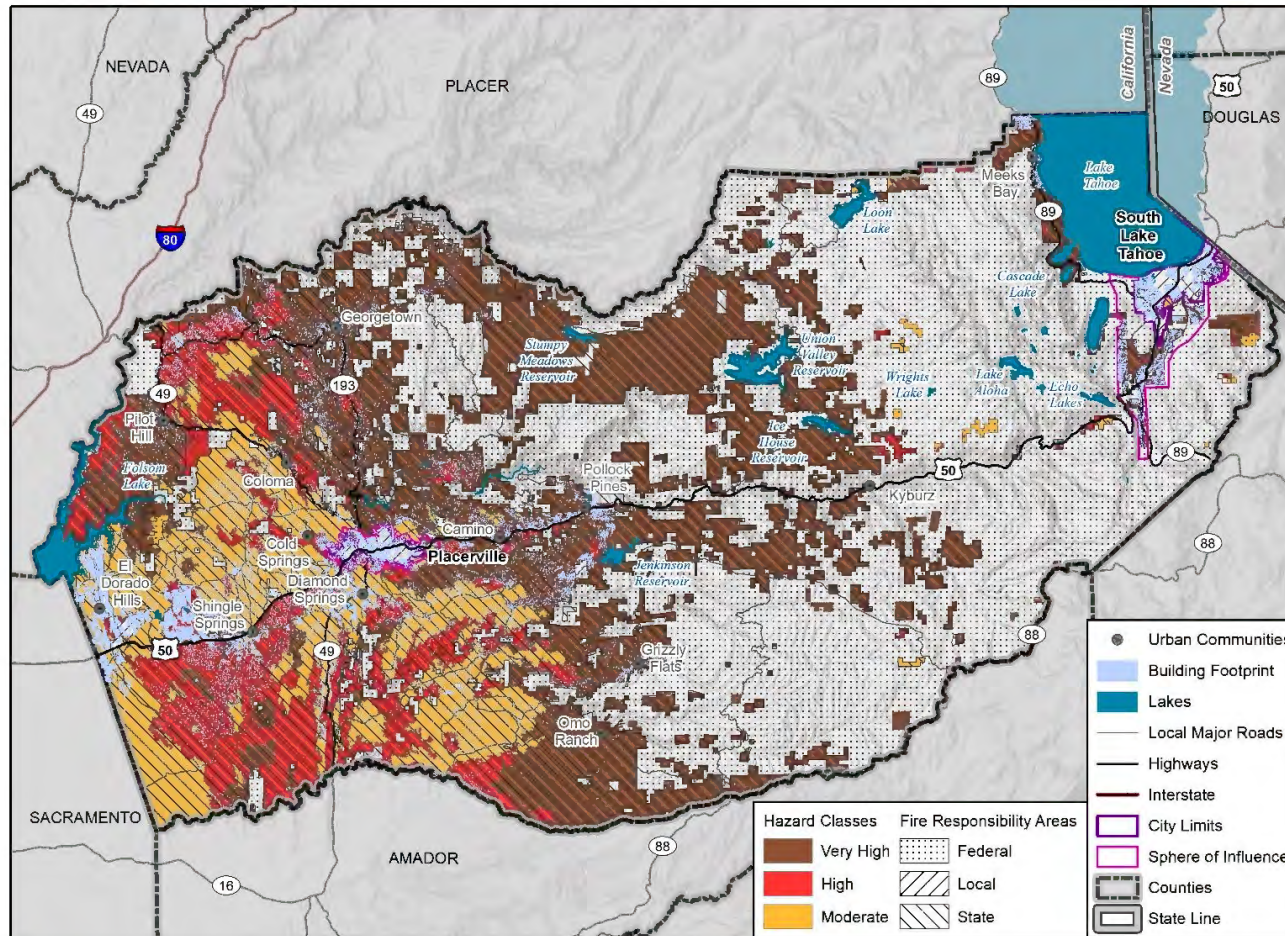 NEVADA
49
PLACER
89
California
Nevada
50
DOUGLAS
80
Meeks
Bay
Lake
Tahoe
Loon
Lake
89
South
Lake
Tahoe
Cascade
Lake
Georgetown
Stumpy
Meadows
Reservoir
Union
Valley
Reservoir
49
193
Wrights
Lake
Lake
Aloha
Echo
Lakes
Pilot
Hill
Ice
House
Reservoir
Folsom
Lake
Coloma
Pollock
Pines
50
89
Kyburz
Camino
Cold
Springs
Placerville
88
El
Dorado
Hills
Diamond
Springs
Jenkinson
Reservoir
Shingle
Springs
50
49
Grizzly
Flats
88
Omo
Ranch
SACRAMENTO
AMADOR
88
16
Hazard Classes
Very High
High
Moderate
Fire Responsibility Areas
Federal
Local
State
Urban Communities
Building Footprint
Lakes
Local Major Roads
Highways
Interstate
City Limits
Sphere of Influence
Counties
State Line